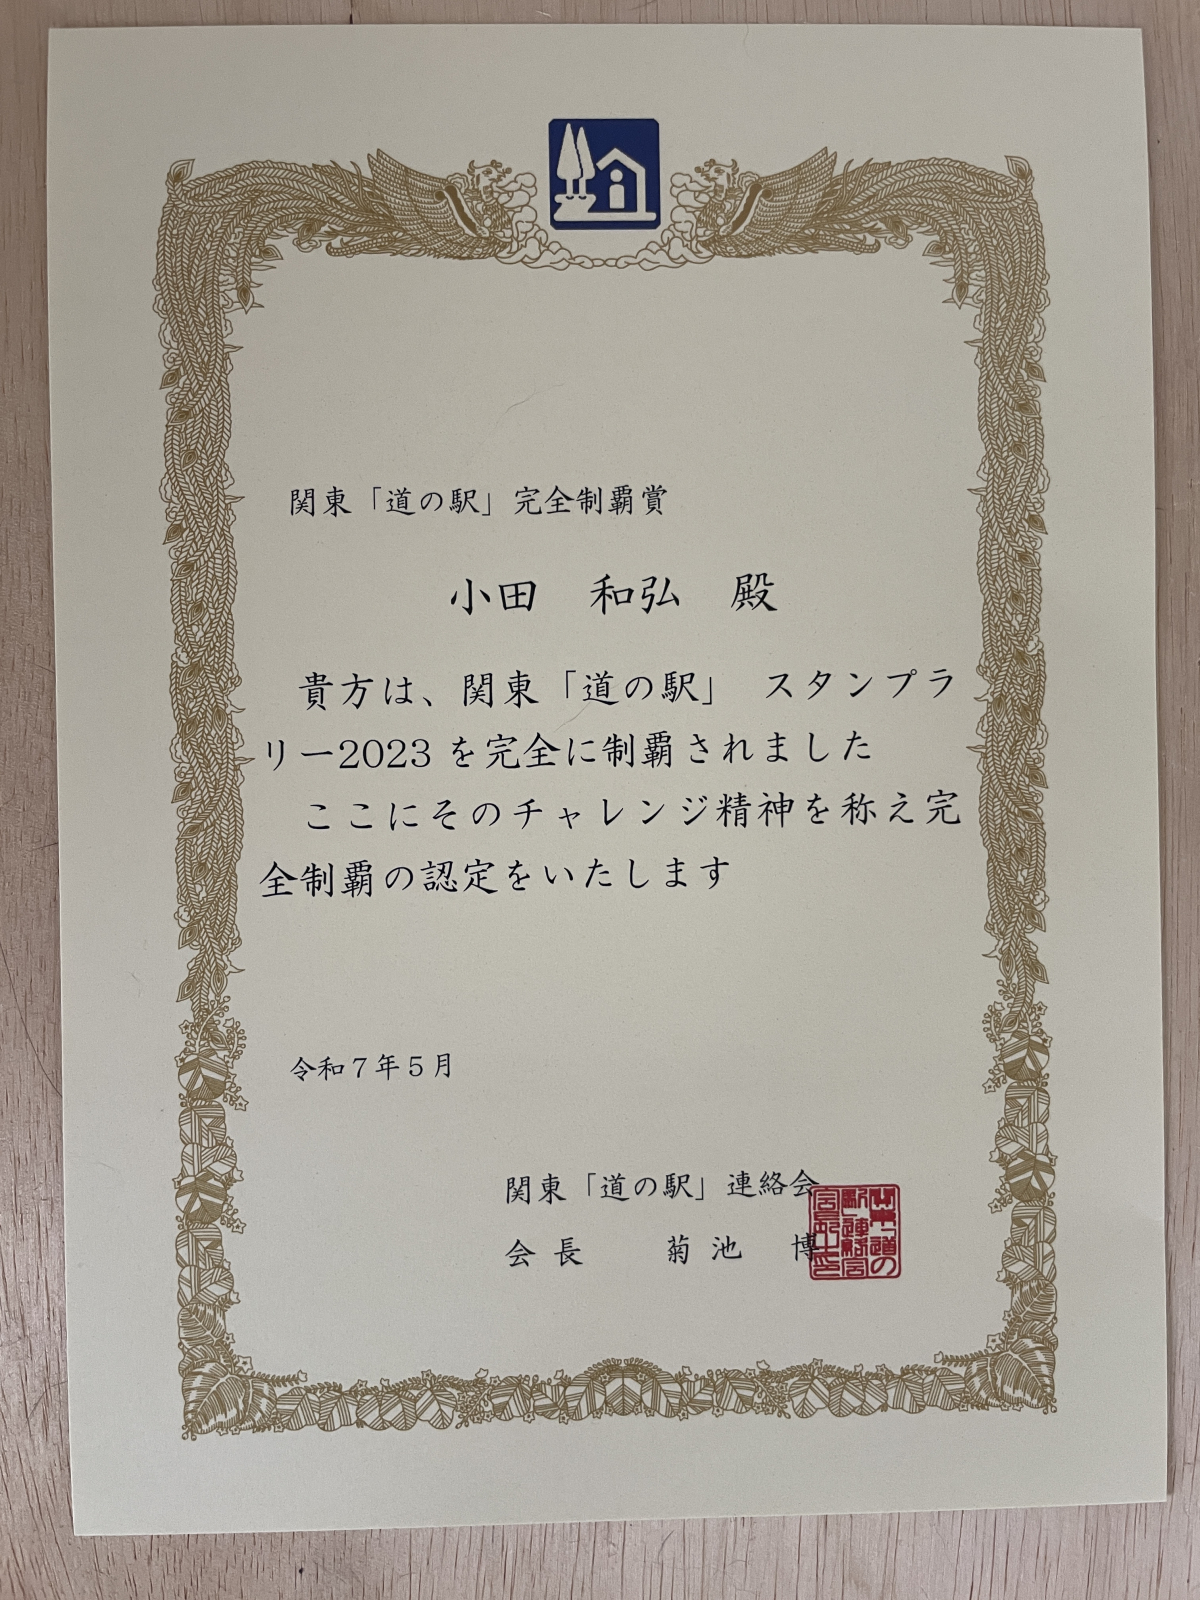 関東「道の駅」完全制覇賞
小田　和弘　殿
貴方は、関東「道の駅」　スタンプラ
リー2023 を完全に制覇されました
ここにそのチャレンジ精神を称え完
全制覇の認定をいたします
令和７年５月
関東「道の駅」連絡会
会長　菊池　博